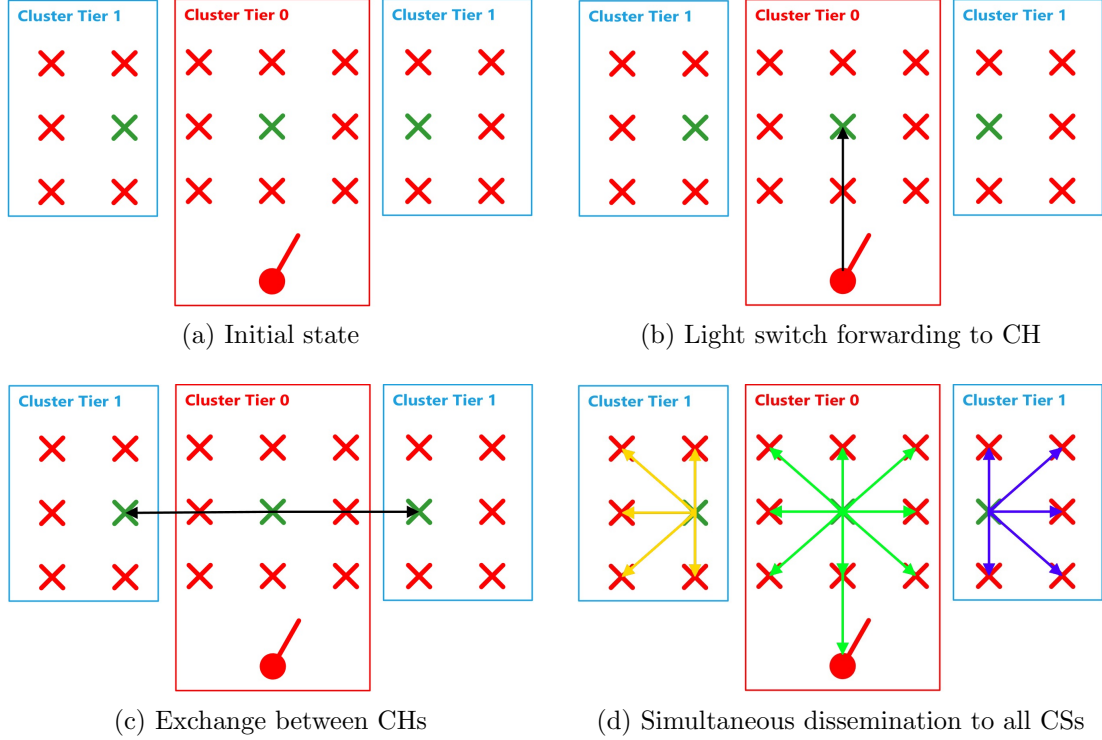 Cluster Tier 1
Cluster Tier 0
Cluster Tier 1
(a) Initial state
Cluster Tier 1
Cluster Tier 0
Cluster Tier 1
(b) Light switch forwarding to CH
Cluster Tier 1
Cluster Tier 0
Cluster Tier 1
(c) Exchange between CHs
Cluster Tier 1
Cluster Tier 0
Cluster Tier 1
(d) Simultaneous dissemination to all CSs